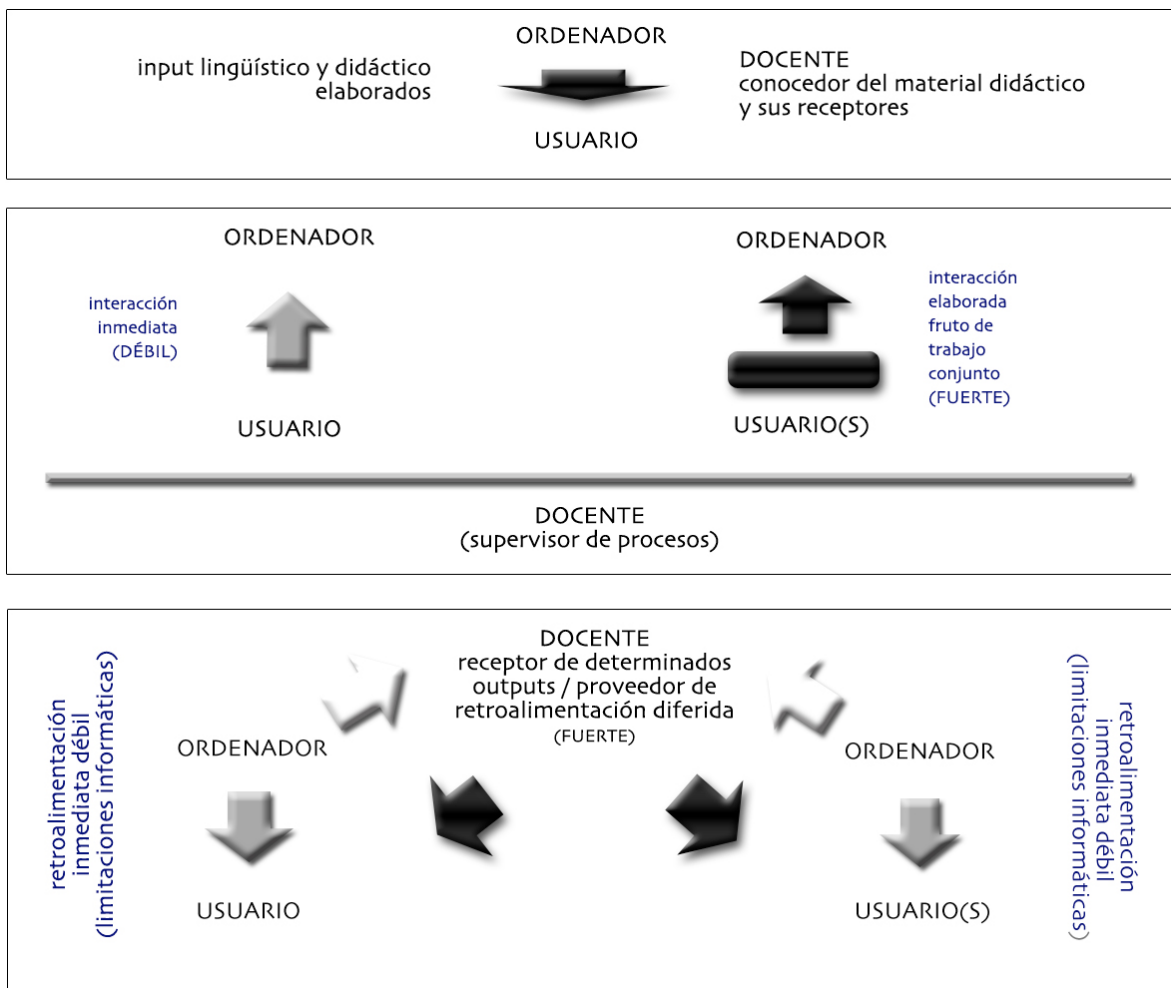 ORDENADOR
input lingüístico y didáctico
elaborados
DOCENTE
conocedor del material didáctico
y sus receptores
USUARIO
ORDENADOR
interacción
inmediata
(DÉBIL)
USUARIO
ORDENADOR
interacción
elaborada
fruto de
trabajo
conjunto
(FUERTE)
USUARIO(S)
DOCENTE
(supervisor de procesos)
retroalimentación
inmediata débil
(limitaciones informáticas)
DOCENTE
receptor de determinados
outputs / proveedor de
retroalimentación diferida
(FUERTE)
ORDENADOR
USUARIO
ORDENADOR
USUARIO(S)
retroalimentación
inmediata débil
(limitaciones informáticas)